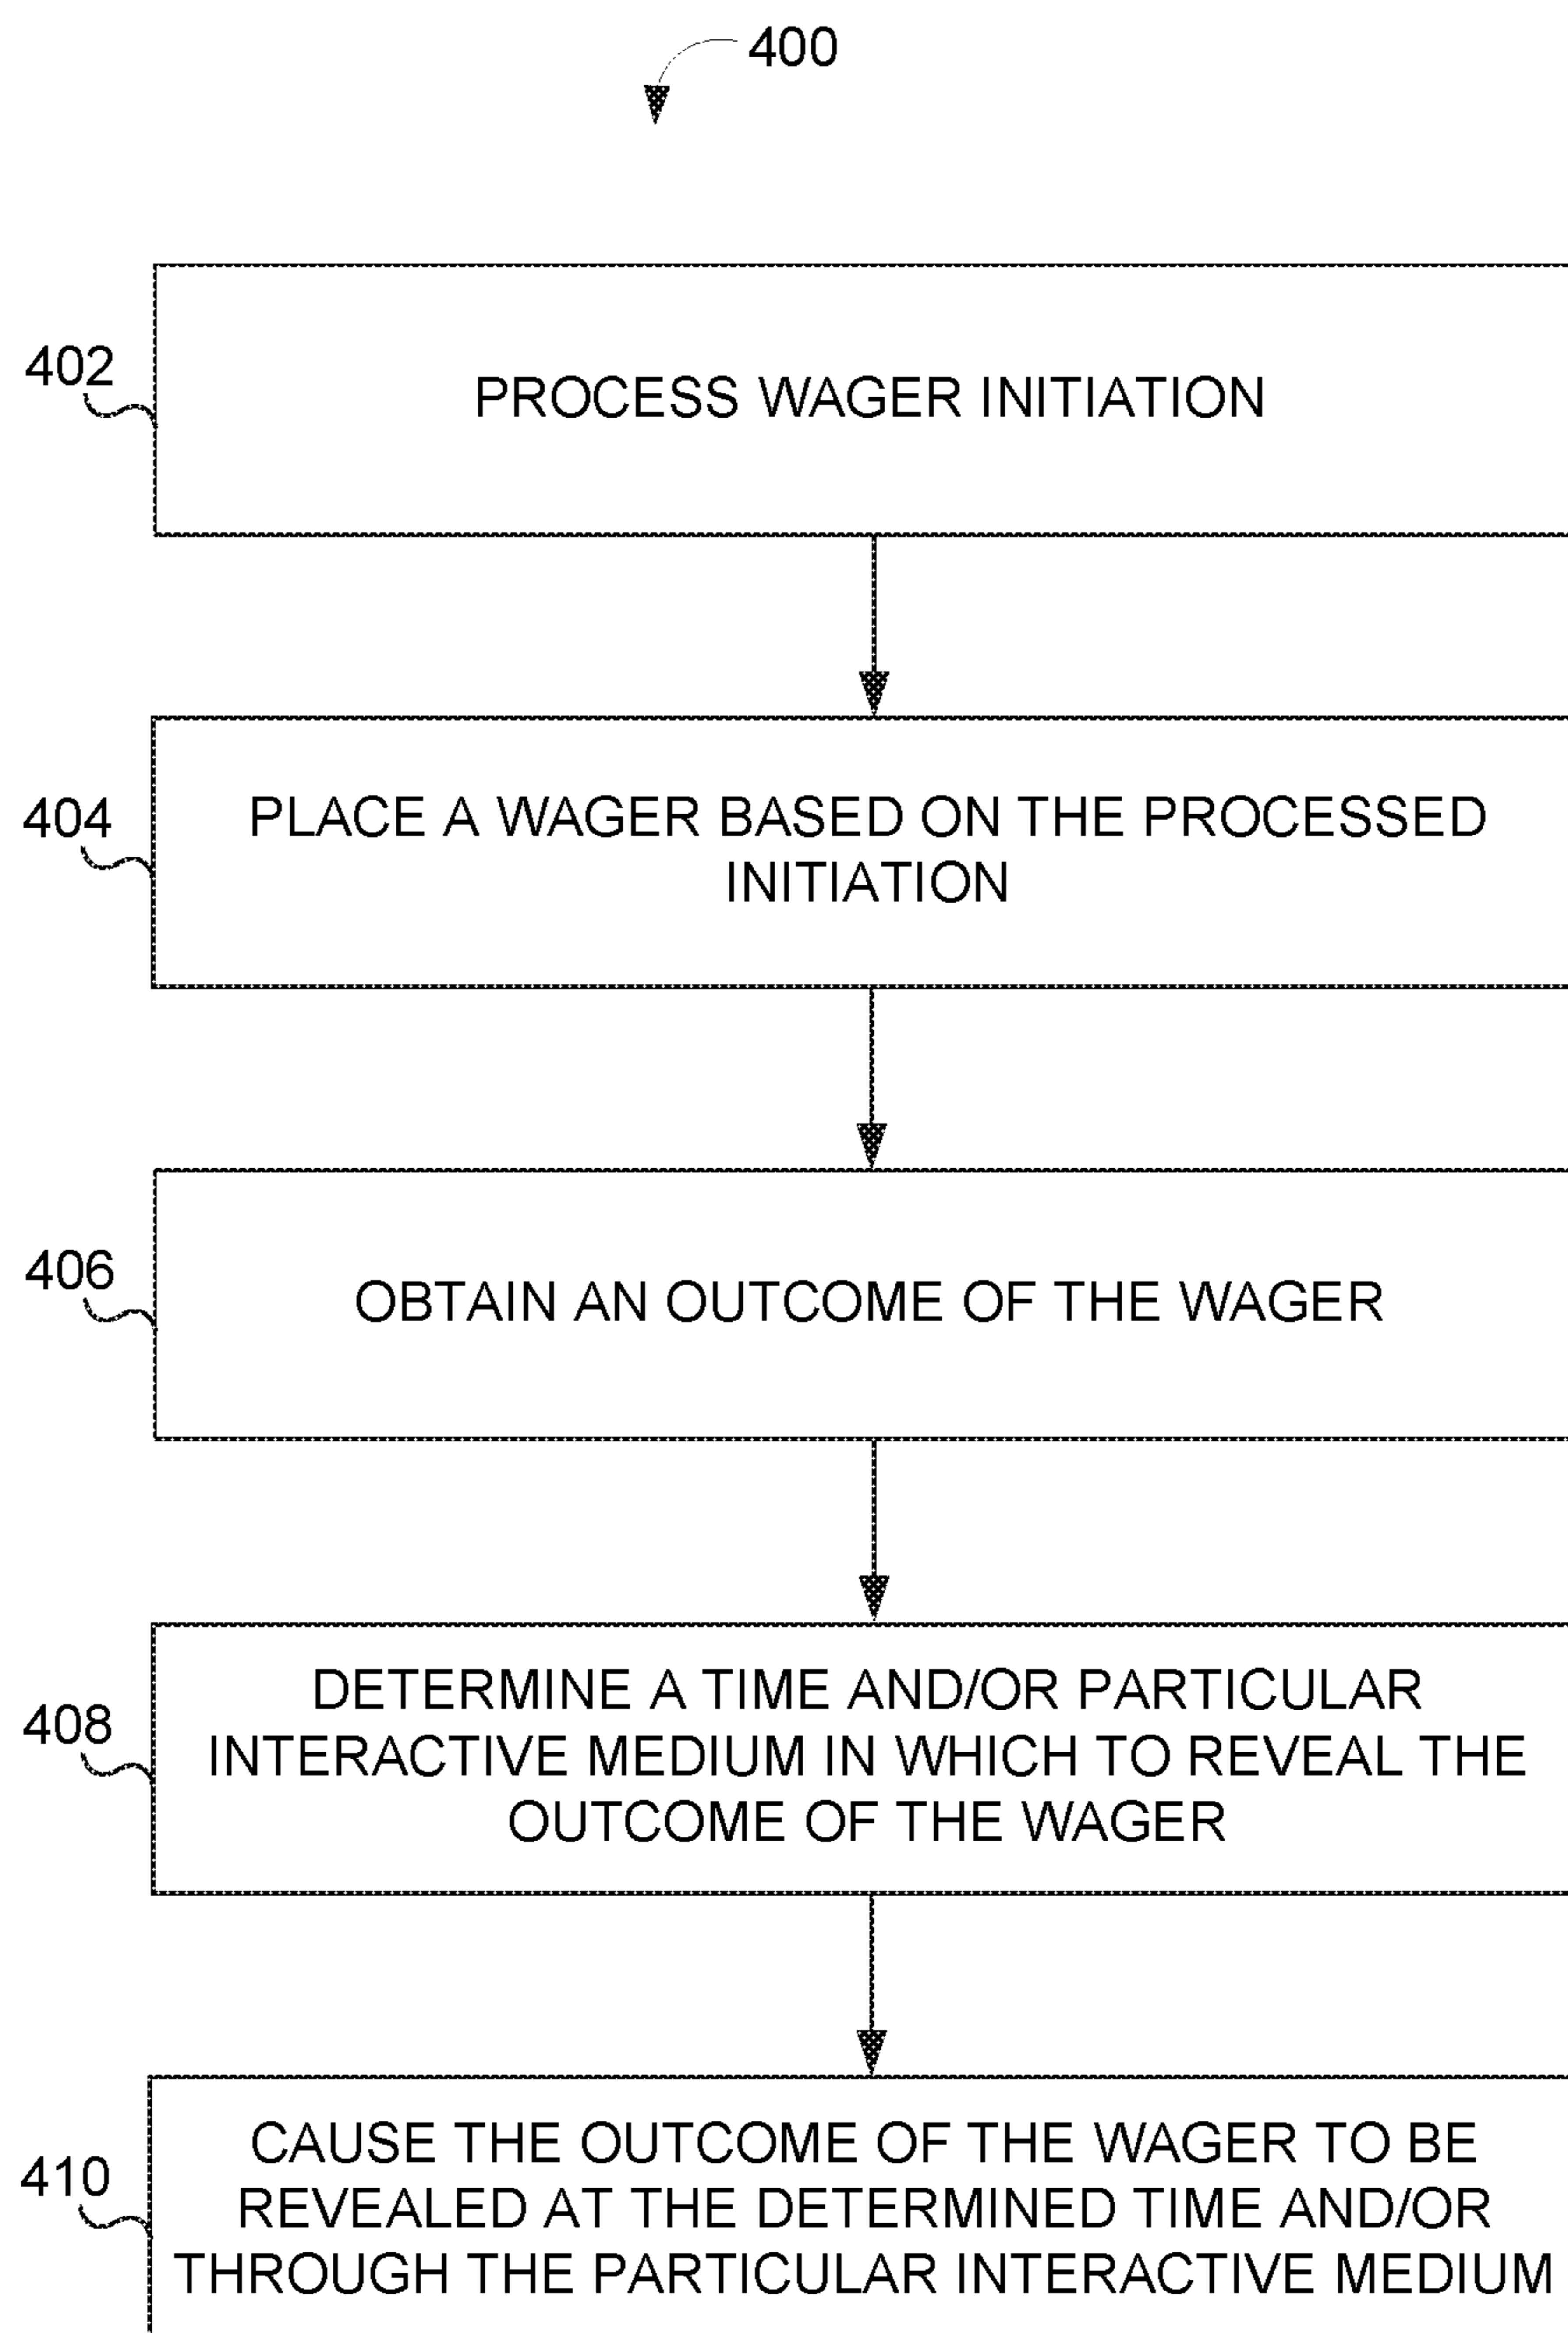 400
402
PROCESS WAGER INITIATION
404
PLACE A WAGER BASED ON THE PROCESSED
INITIATION
406
OBTAIN AN OUTCOME OF THE WAGER
408
DETERMINE A TIME AND/OR PARTICULAR
INTERACTIVE MEDIUM IN WHICH TO REVEAL THE
OUTCOME OF THE WAGER
410
CAUSE THE OUTCOME OF THE WAGER TO BE
REVEALED AT THE DETERMINED TIME AND/OR
THROUGH THE PARTICULAR INTERACTIVE MEDIUM